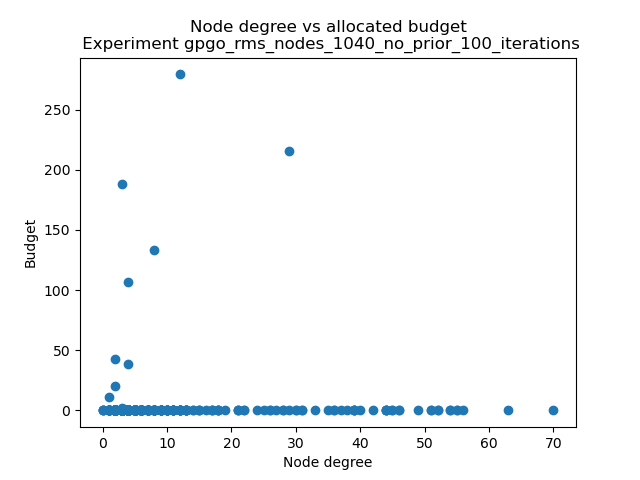 Node degree vs allocated budget
Experiment gpgo_rms_nodes_1040_no_prior_100_iterations
250
200
150
100
50
0
Budget
0 10 20 30 40 50 60 70
Node degree